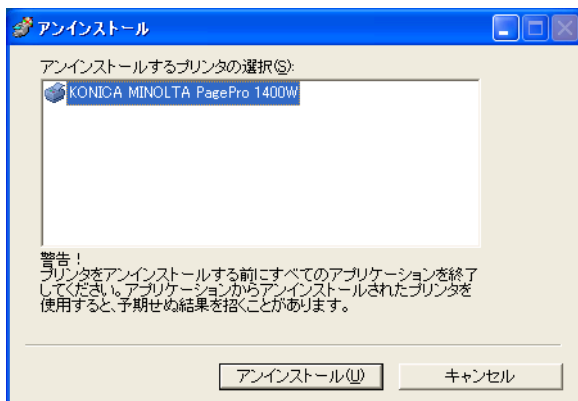 アンインストール
アンインストールするプリンタの選択(S):
KONICA MINOLTA PagePro 1400W
警告！
プリンタをアンインストールする前にすべてのアプリケーションを終了
してください。アプリケーションからアンインストールされたプリンタを
使用すると、予期せぬ結果を招くことがあります。
アンインストール(U)
キャンセル